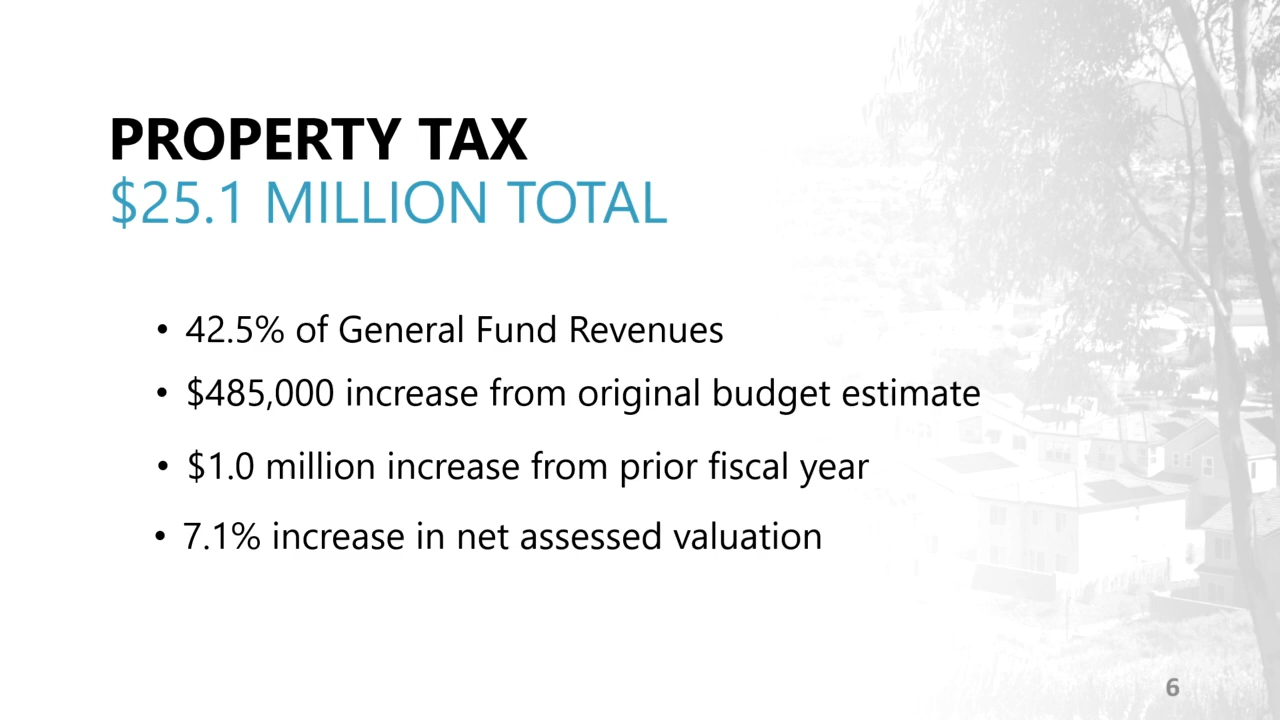 PROPERTY TAX
$25.1 MILLION TOTAL
• 42.5% of General Fund Revenues
• $485,000 increase from original budget estimate
• $1.0 million increase from prior fiscal year
• 7.1% increase in net assessed valuation
6